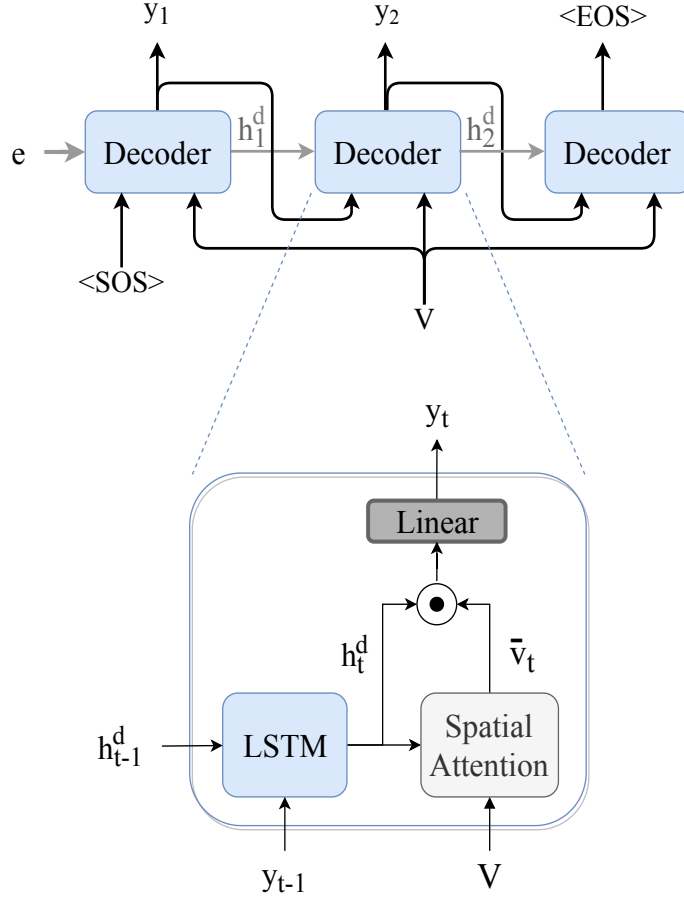 y₁ y₂ <EOS>
e Decoder h₁ᵈ Decoder h₂ᵈ Decoder
<SOS>
V
yₜ
Linear
hₜᵈ v̄ₜ
hₜ₋₁ᵈ LSTM Spatial
Attention
yₜ₋₁ V